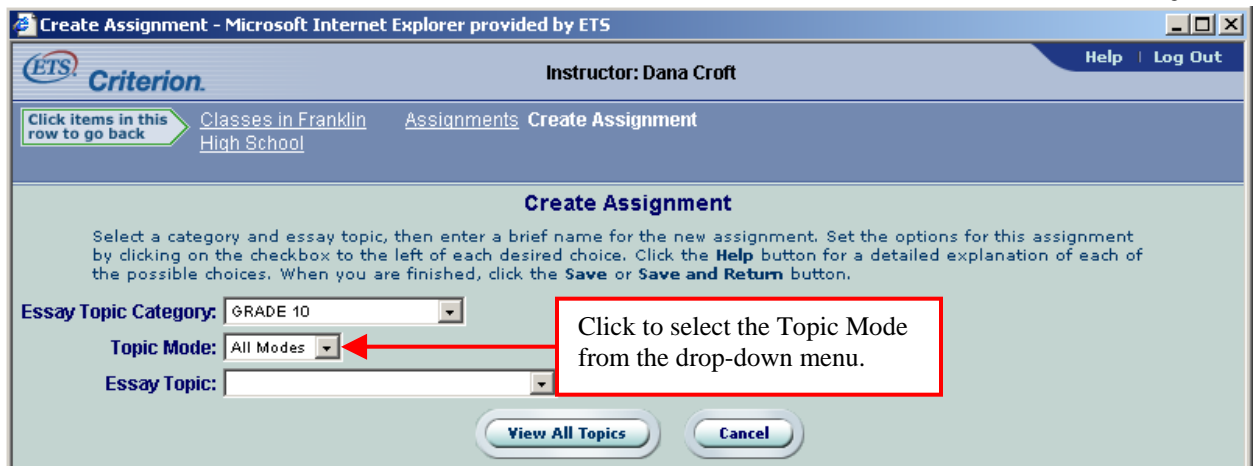 Create Assignment - Microsoft Internet Explorer provided by ETS
ETS Criterion.
Instructor: Dana Croft
Help | Log Out
Click items in this
row to go back
Classes in Franklin
High School
Assignments
Create Assignment
Create Assignment
Select a category and essay topic, then enter a brief name for the new assignment. Set the options for this assignment
by clicking on the checkbox to the left of each desired choice. Click the Help button for a detailed explanation of each of
the possible choices. When you are finished, click the Save or Save and Return button.
Essay Topic Category: GRADE 10
Topic Mode: All Modes
Click to select the Topic Mode
from the drop-down menu.
Essay Topic:
View All Topics
Cancel